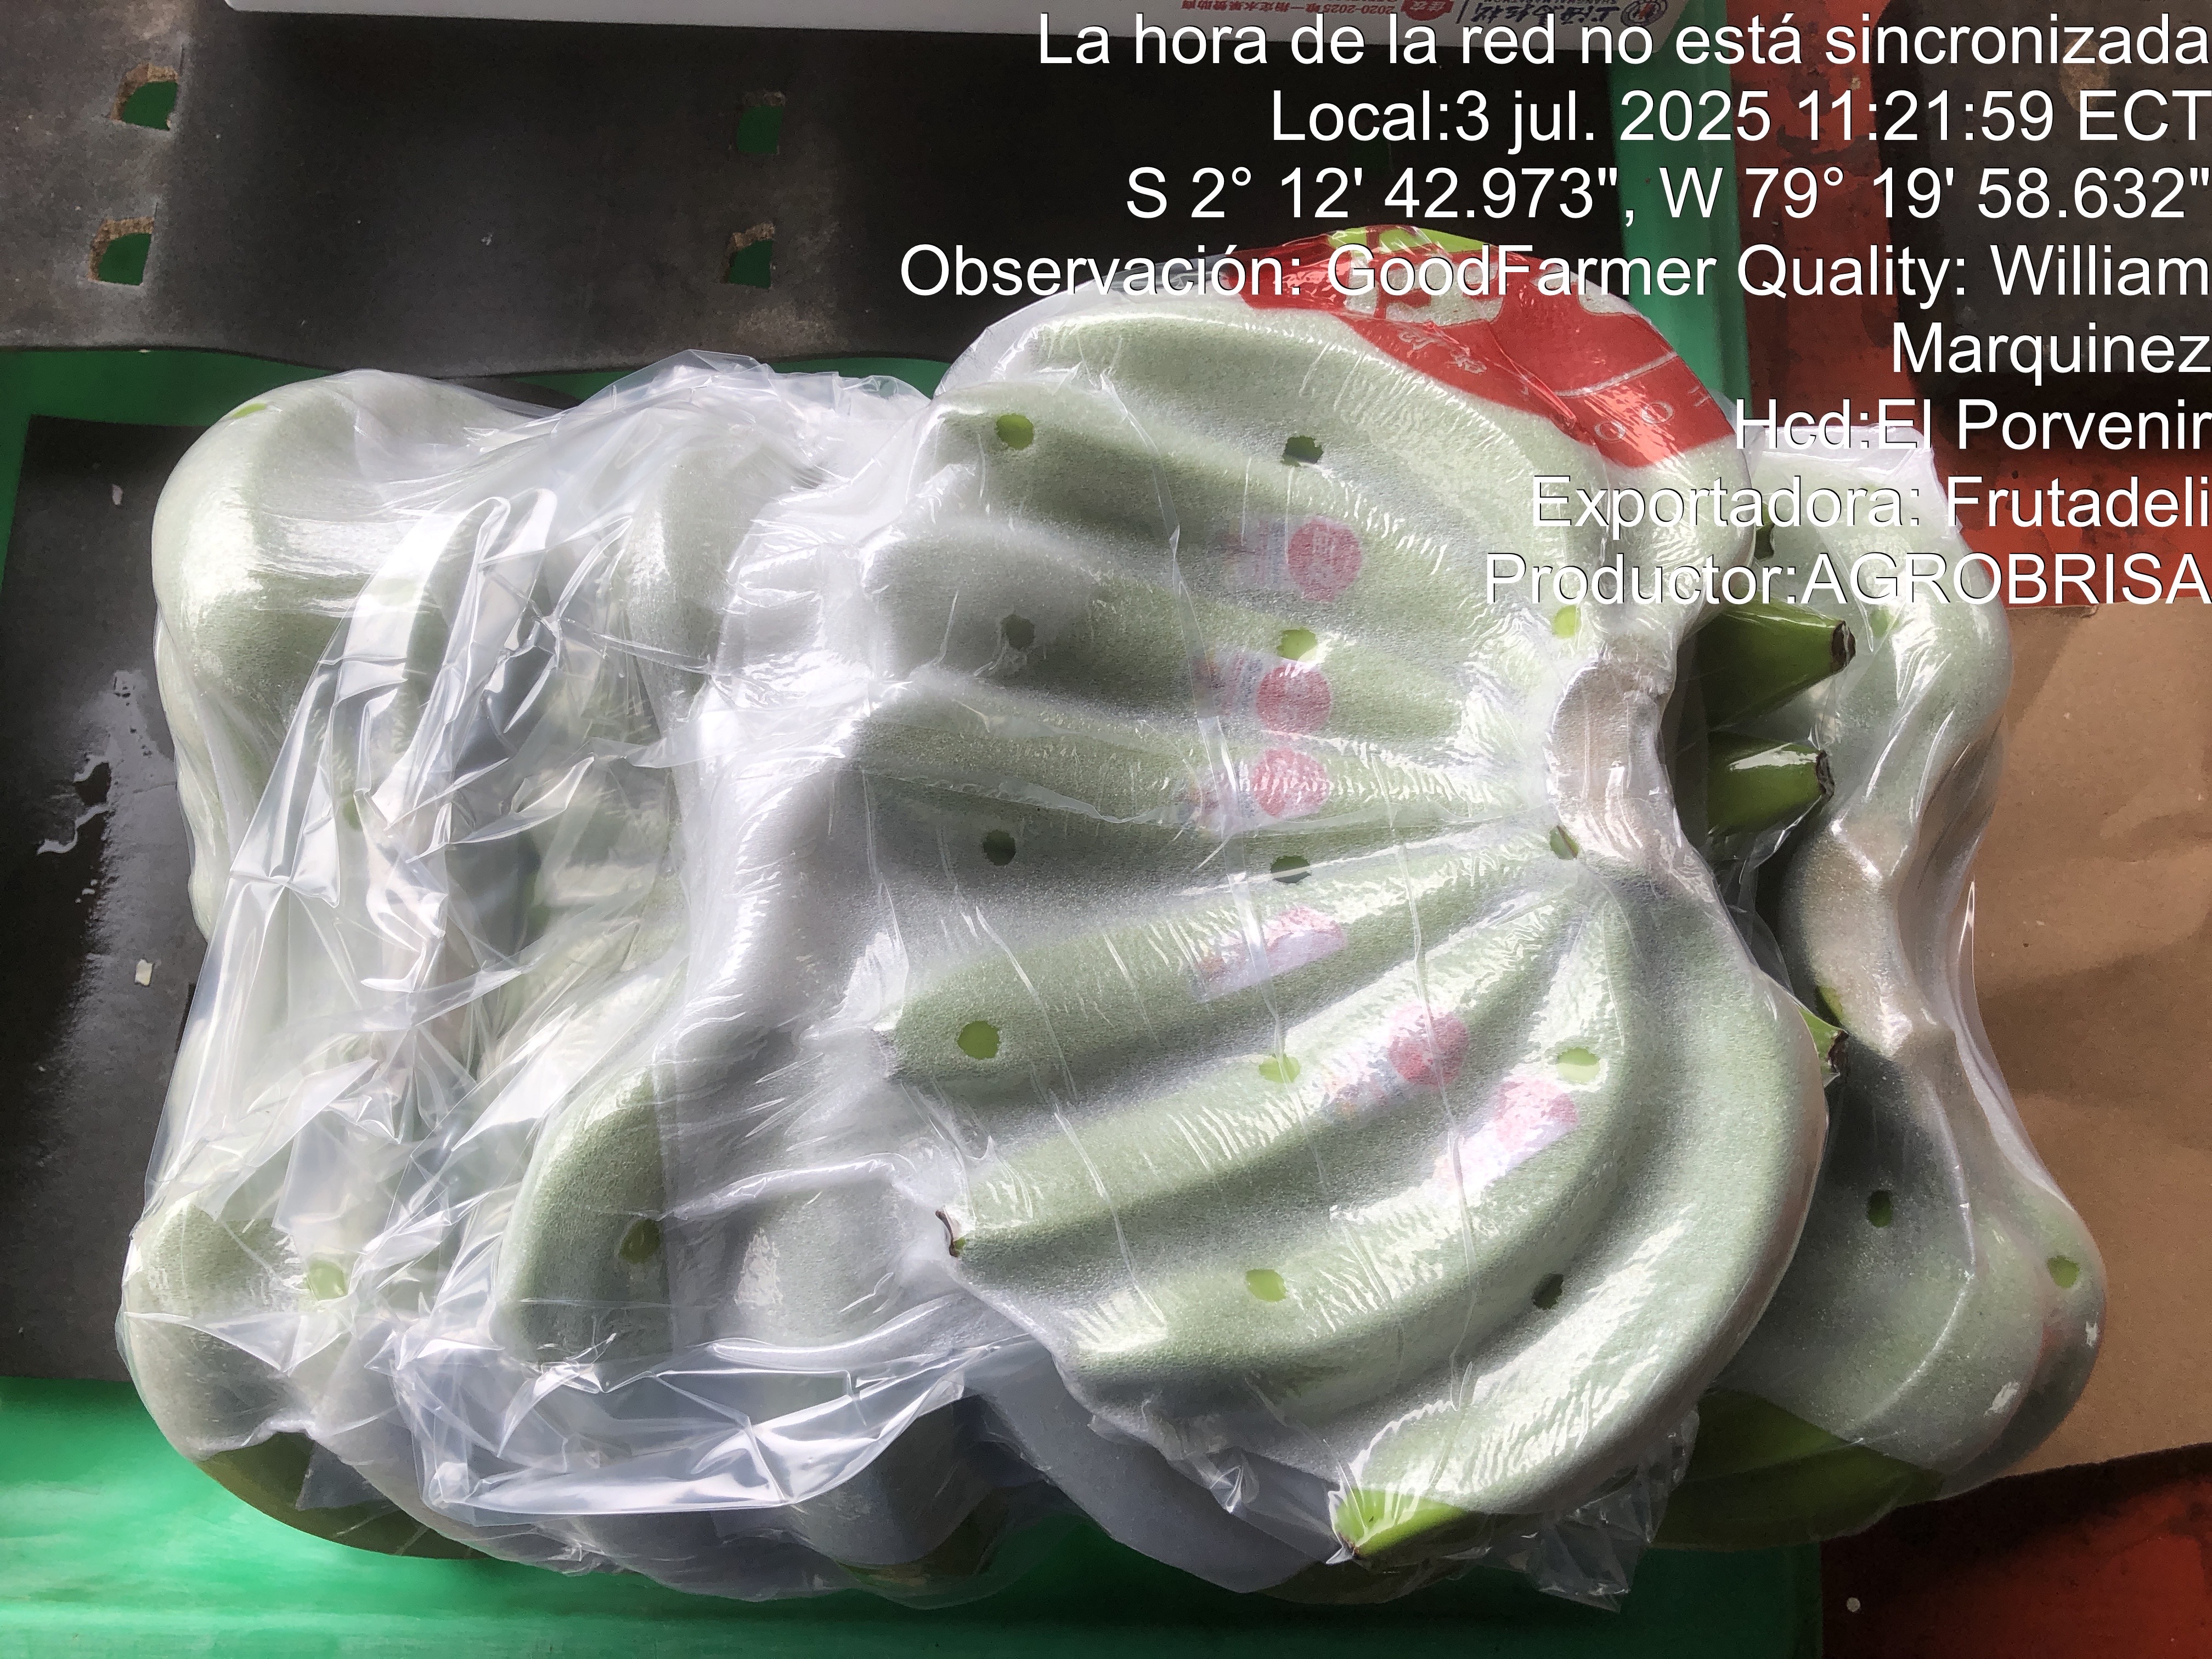 La hora de la red no está sincronizada
Local:3 jul. 2025 11:21:59 ECT
S 2° 12' 42.973", W 79° 19' 58.632"
Observación: GoodFarmer Quality: William
Marquinez
Hcd:El Porvenir
Exportadora: Frutadeli
Productor:AGROBRISA